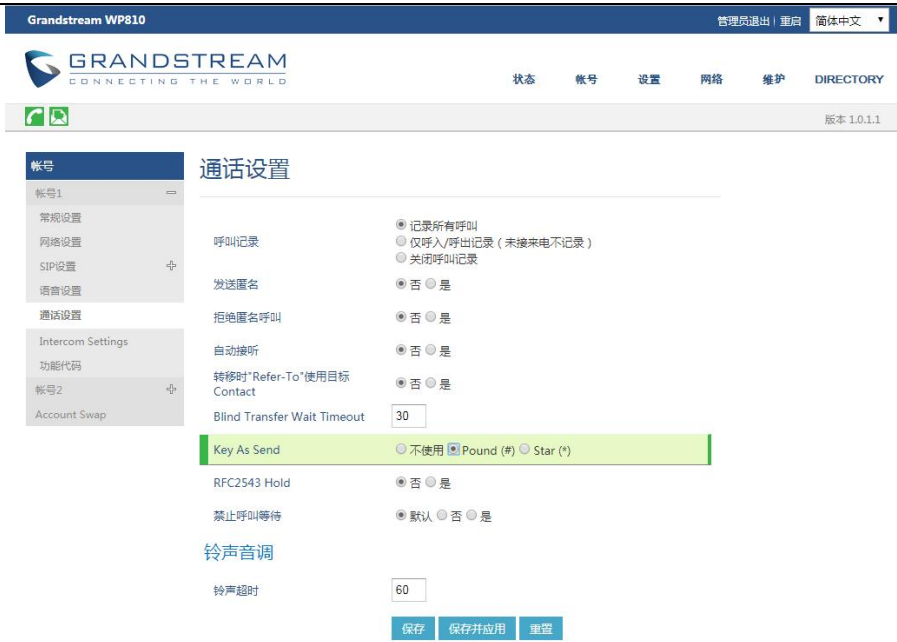 Grandstream WP810
管理员退出 | 重启 简体中文
GRANDSTREAM
CONNECTING THE WORLD
状态 帐号 设置 网络 维护 DIRECTORY
版本 1.0.1.1
帐号
帐号1
常规设置
网络设置
SIP设置
语音设置
通话设置
Intercom Settings
功能代码
帐号2
Account Swap
通话设置
呼叫记录
记录所有呼叫
仅呼入/呼出记录 ( 未接来电不记录 )
关闭呼叫记录
发送匿名 否 是
拒绝匿名呼叫 否 是
自动接听 否 是
转移时"Refer-To"使用目标
Contact
否 是
Blind Transfer Wait Timeout 30
Key As Send 不使用 Pound (#) Star (*)
RFC2543 Hold 否 是
禁止呼叫等待 默认 否 是
铃声音调
铃声超时 60
保存 保存并应用 重置